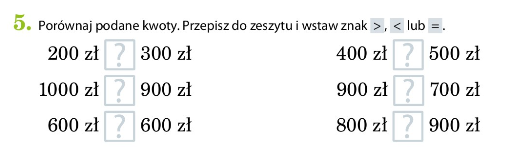 5. Porównaj podane kwoty. Przepisz do zeszytu i wstaw znak >, < lub =.
200 zł ? 300 zł 400 zł ? 500 zł
1000 zł ? 900 zł 900 zł ? 700 zł
600 zł ? 600 zł 800 zł ? 900 zł